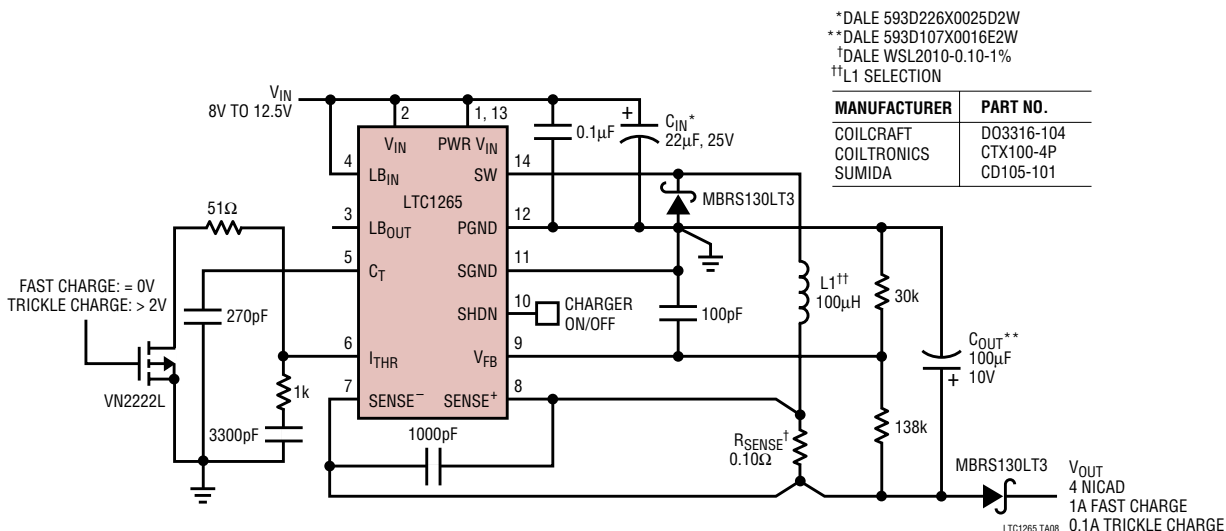 *DALE 593D226X0025D2W
**DALE 593D107X0016E2W
†DALE WSL2010-0.10-1%
††L1 SELECTION
MANUFACTURER PART NO.
COILCRAFT DO3316-104
COILTRONICS CTX100-4P
SUMIDA CD105-101
VIN
8V TO 12.5V
2
1, 13
VIN
PWR VIN
0.1µF
+
CIN*
22µF, 25V
4
LBIN
SW
14
LTC1265
MBRS130LT3
51Ω
3
LBOUT
PGND
12
5
CT
SGND
11
FAST CHARGE: = 0V
TRICKLE CHARGE: > 2V
270pF
SHDN
10
CHARGER
ON/OFF
100pF
L1††
100µH
30k
6
ITHR
VFB
9
COUT**
100µF
10V
+
VN2222L
1k
7
SENSE−
SENSE+
8
3300pF
1000pF
RSENSE†
0.10Ω
138k
MBRS130LT3
VOUT
4 NICAD
1A FAST CHARGE
0.1A TRICKLE CHARGE
LTC1265 TA08